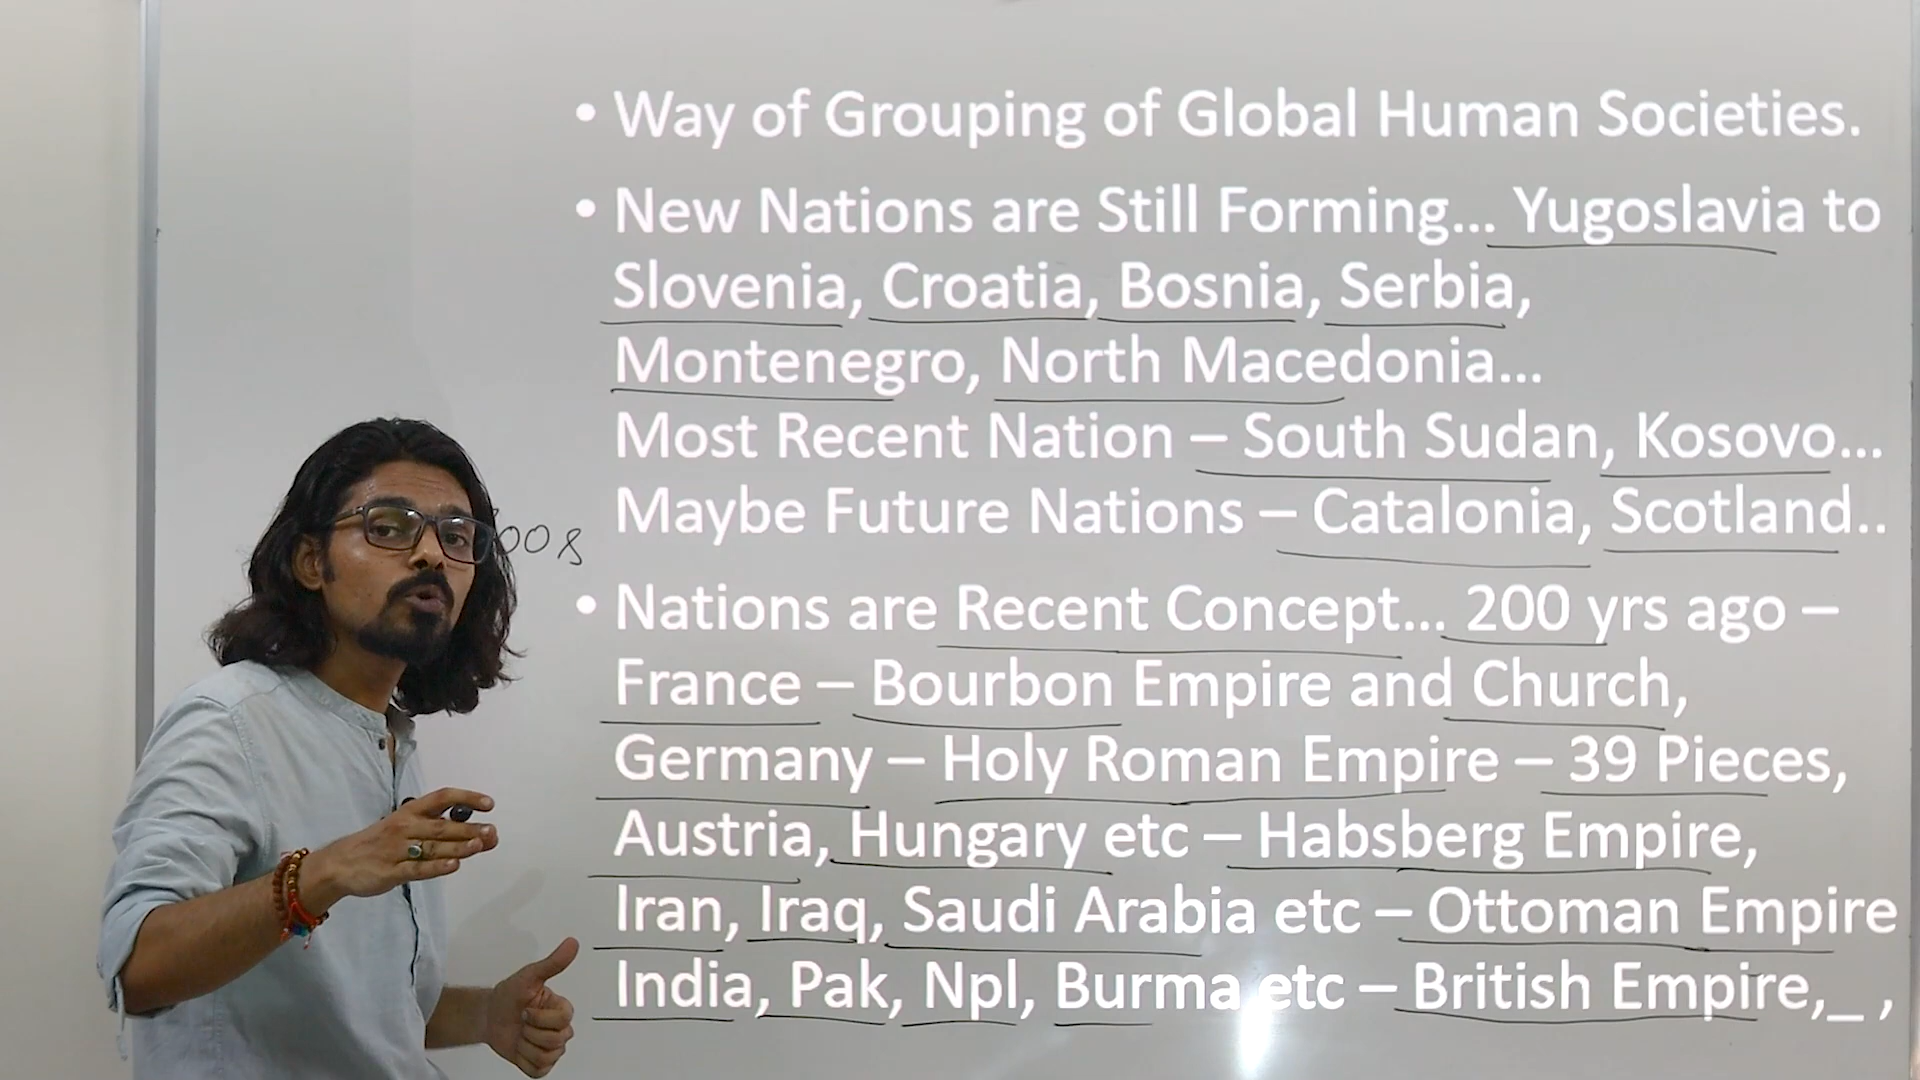 • Way of Grouping of Global Human Societies.
• New Nations are Still Forming... Yugoslavia to
Slovenia, Croatia, Bosnia, Serbia,
Montenegro, North Macedonia...
Most Recent Nation – South Sudan, Kosovo...
Maybe Future Nations – Catalonia, Scotland..
• Nations are Recent Concept... 200 yrs ago –
France – Bourbon Empire and Church,
Germany – Holy Roman Empire – 39 Pieces,
Austria, Hungary etc – Habsberg Empire,
Iran, Iraq, Saudi Arabia etc – Ottoman Empire
India, Pak, Npl, Burma etc – British Empire,_ ,